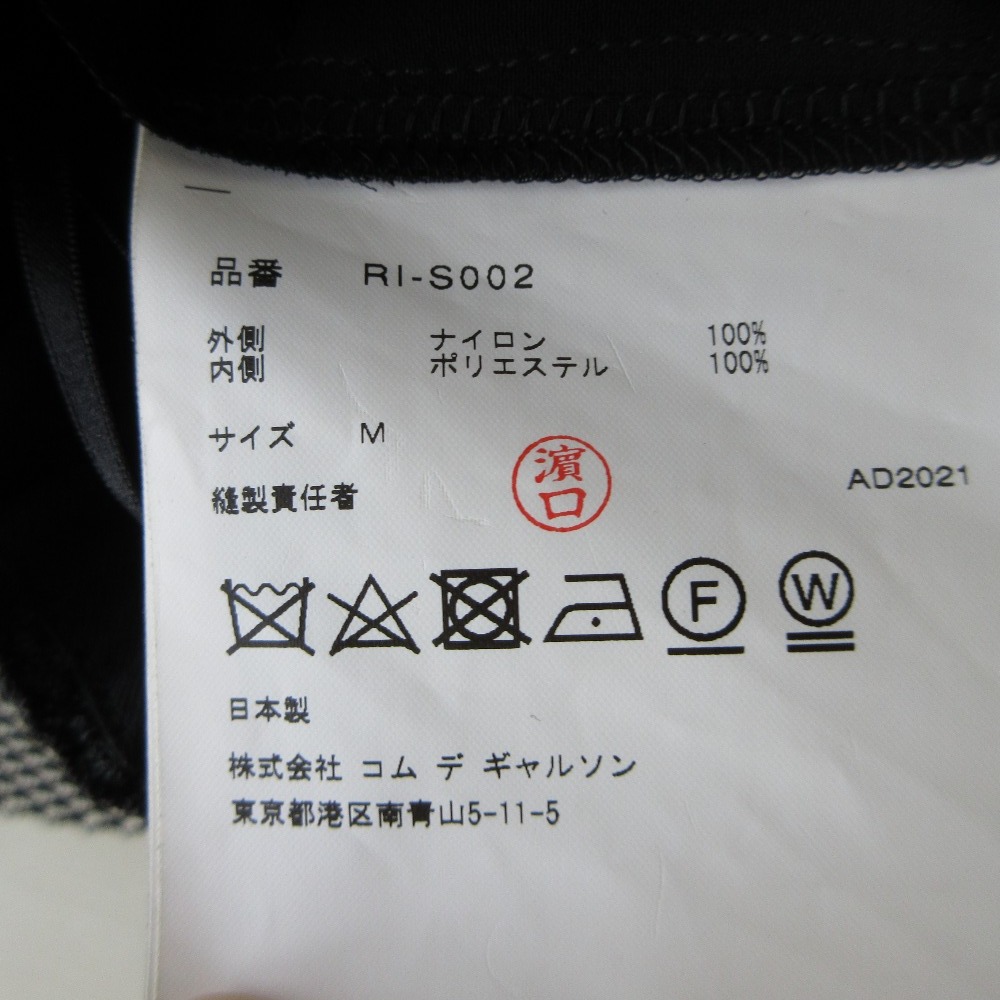 品番 RI-S002
外側 ナイロン 100%
内側 ポリエステル 100%
サイズ M
縫製責任者 濵口
AD2021
F W
日本製
株式会社 コム デ ギャルソン
東京都港区南青山5-11-5